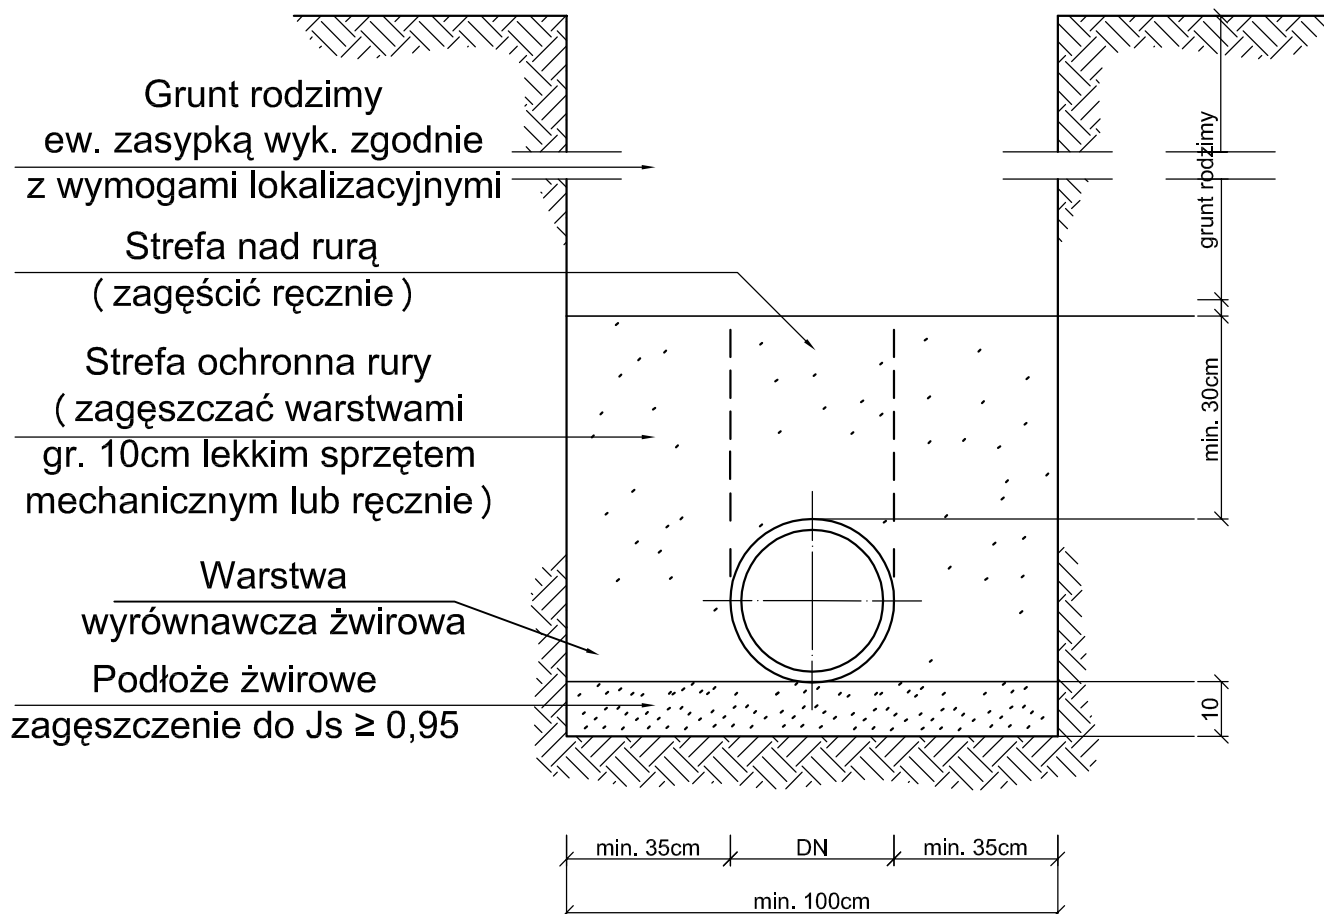 Grunt rodzimy
ew. zasypką wyk. zgodnie
z wymogami lokalizacyjnymi
Strefa nad rurą
( zagęścić ręcznie )
Strefa ochronna rury
( zagęszczać warstwami
gr. 10cm lekkim sprzętem
mechanicznym lub ręcznie )
Warstwa
wyrównawcza żwirowa
Podłoże żwirowe
zagęszczenie do Js ≥ 0,95
grunt rodzimy
min. 30cm
10
min. 35cm
DN
min. 35cm
min. 100cm